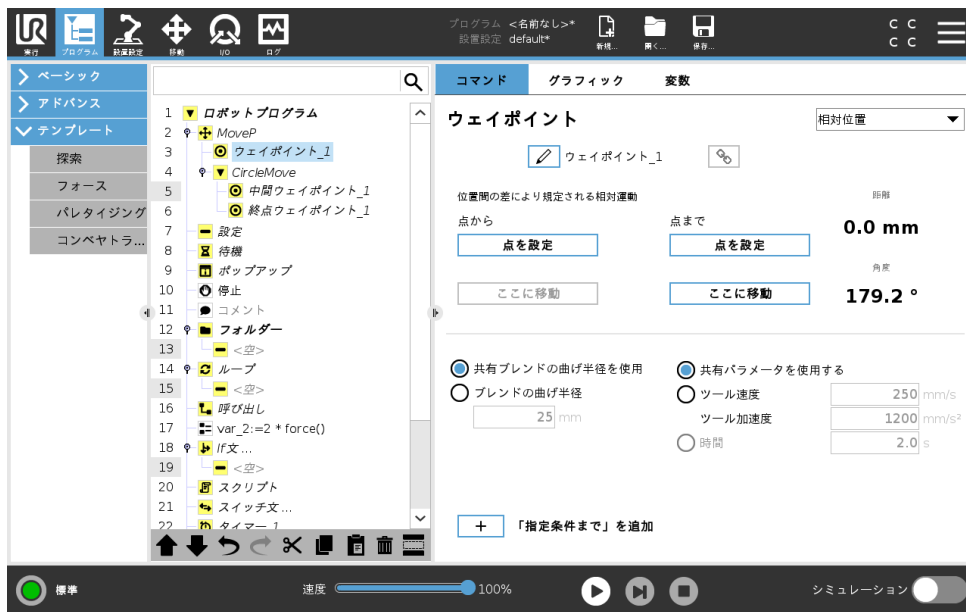 UR
実行
プログラム
設置設定
移動
I/O
ログ
プログラム <名前なし>*
設置設定 default*
新規...
開く...
保存...
C C
C C
ベーシック
アドバンス
テンプレート
探索
フォース
パレタイジング
コンベヤトラ...
1 ロボットプログラム
2 MoveP
3 ウェイポイント_1
4 CircleMove
5 中間ウェイポイント_1
6 終点ウェイポイント_1
7 設定
8 待機
9 ポップアップ
10 停止
11 コメント
12 フォルダー
13 <空>
14 ループ
15 <空>
16 呼び出し
17 var_2:=2 * force()
18 If文...
19 <空>
20 スクリプト
21 スイッチ文...
22 タイマー_1
コマンド グラフィック 変数
ウェイポイント
相対位置
ウェイポイント_1
位置間の差により規定される相対運動
点から
点を設定
ここに移動
点まで
点を設定
ここに移動
距離
0.0 mm
角度
179.2 °
共有ブレンドの曲げ半径を使用
ブレンドの曲げ半径
25 mm
共有パラメータを使用する
ツール速度 250 mm/s
ツール加速度 1200 mm/s²
時間 2.0 s
+ 「指定条件まで」を追加
標準
速度 100%
シミュレーション